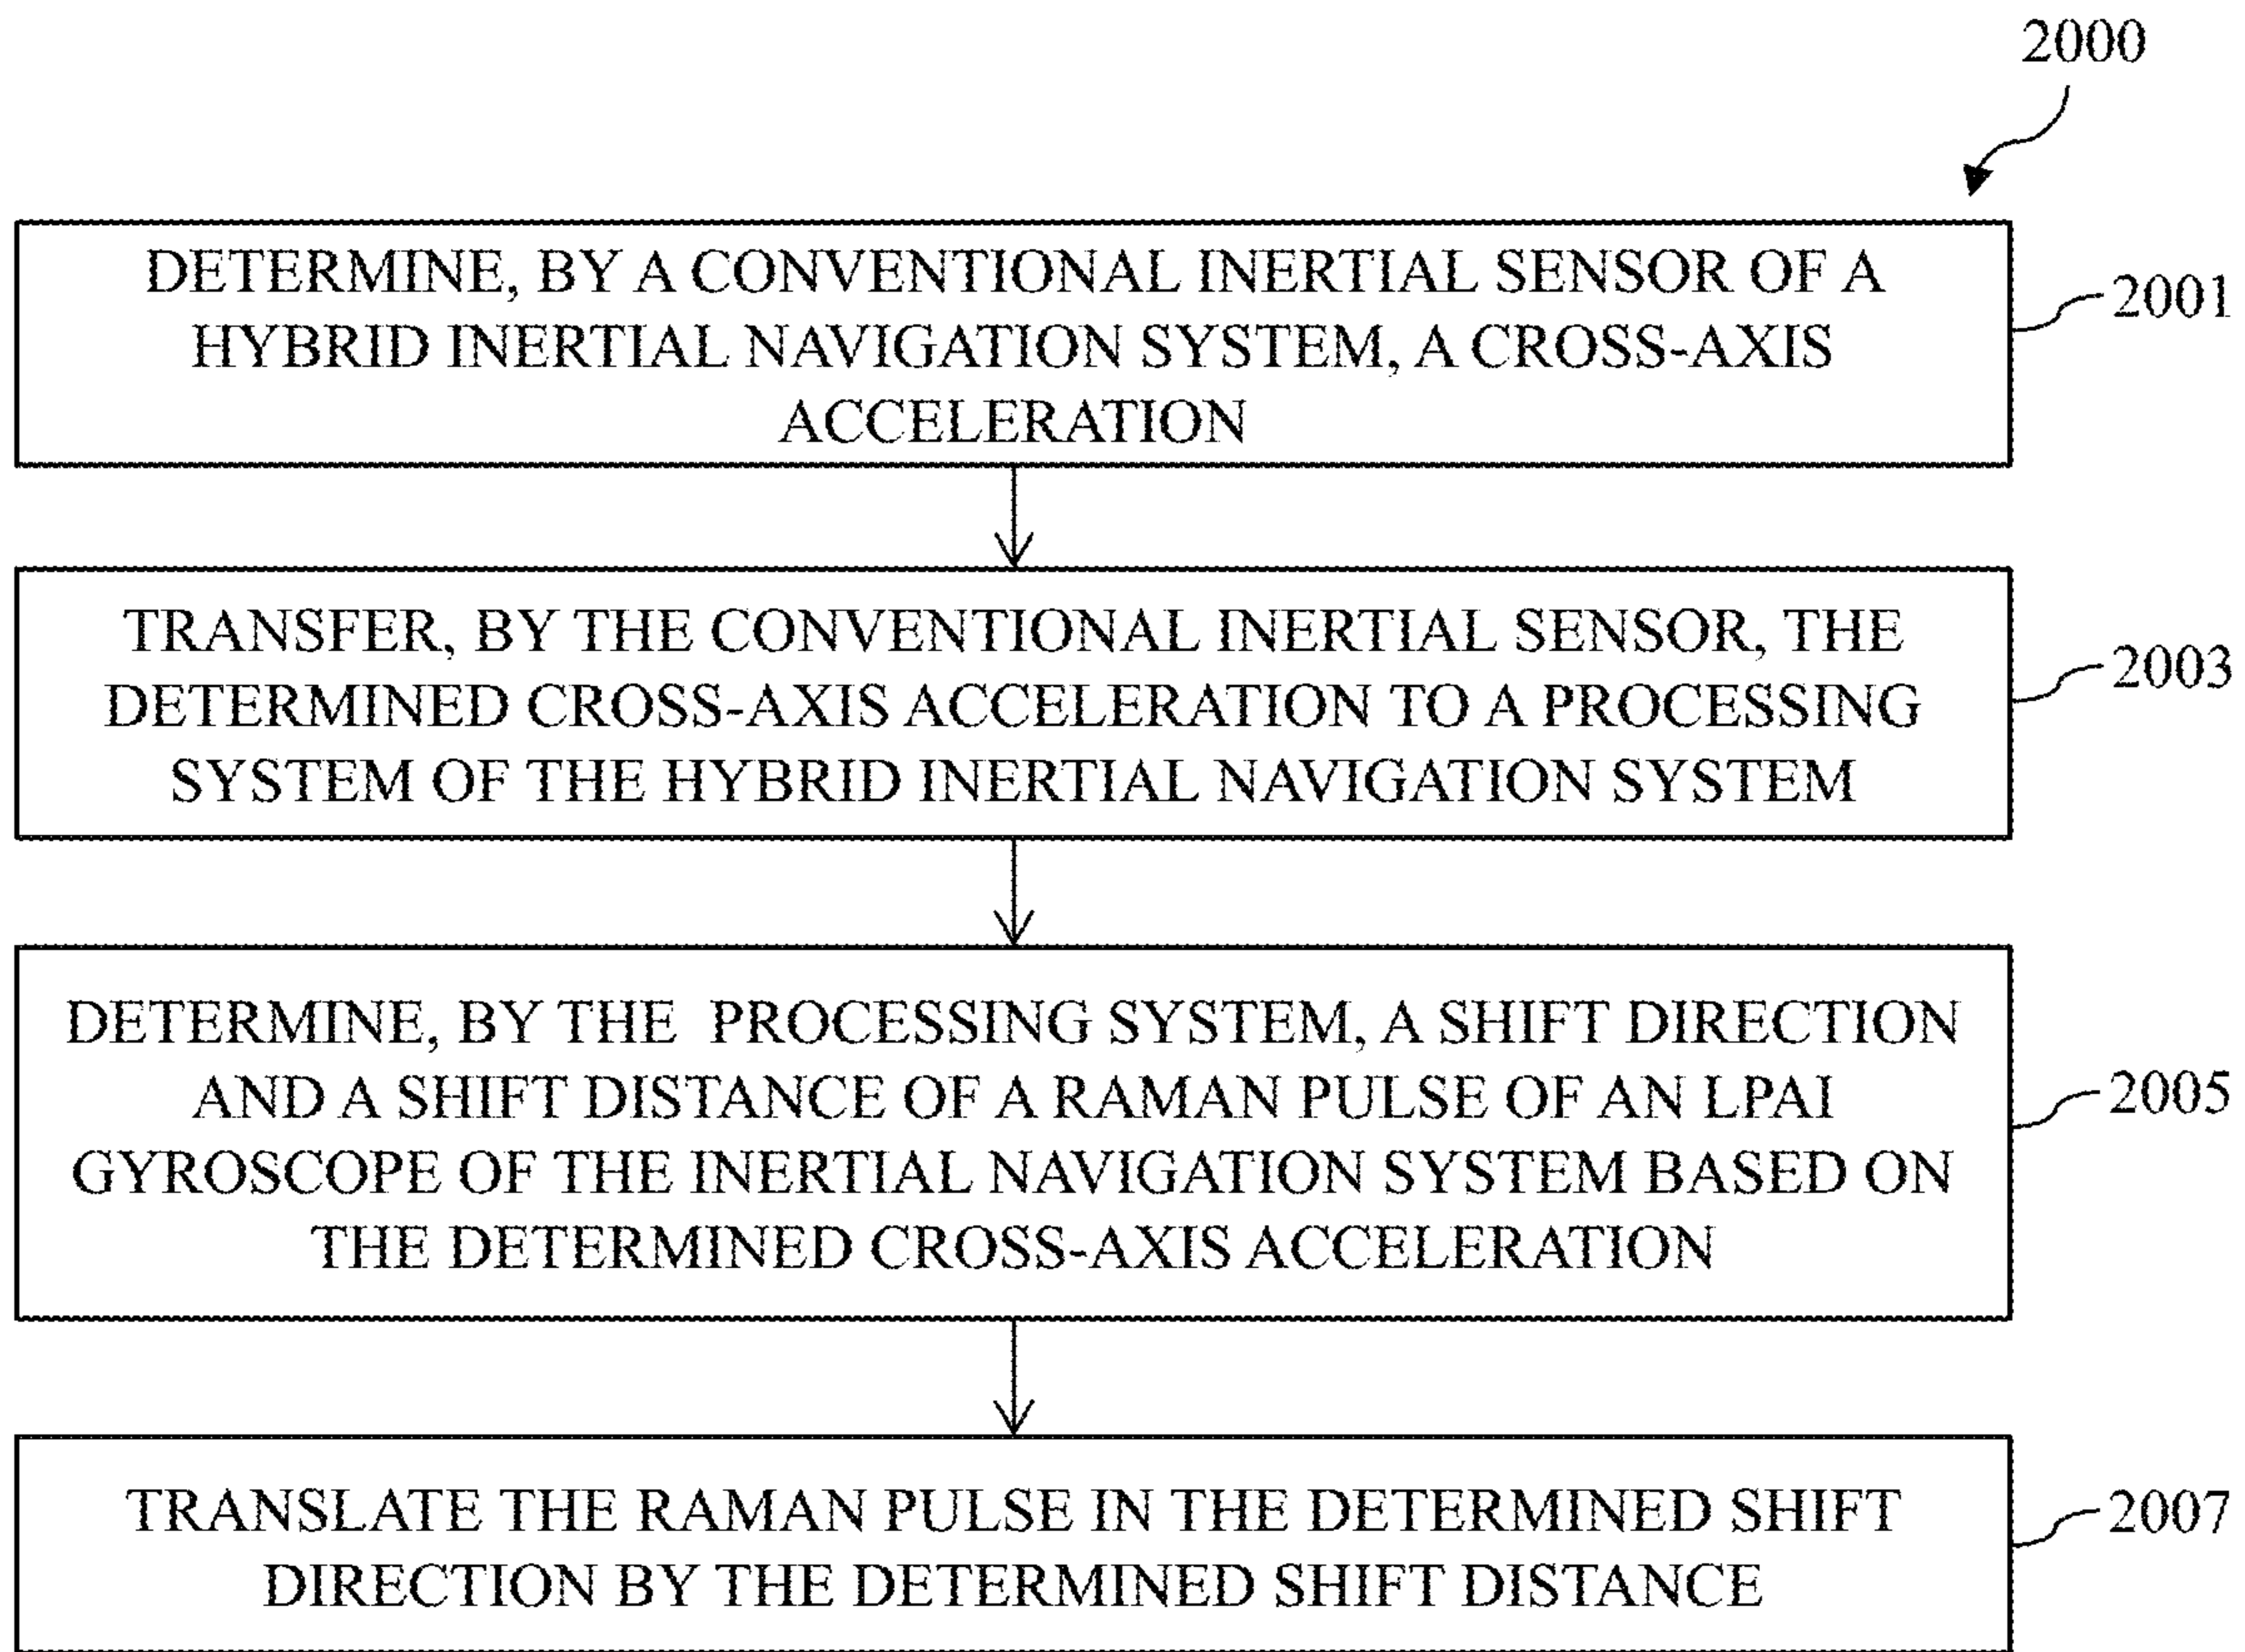 2000
DETERMINE, BY A CONVENTIONAL INERTIAL SENSOR OF A
HYBRID INERTIAL NAVIGATION SYSTEM, A CROSS-AXIS
ACCELERATION
2001
TRANSFER, BY THE CONVENTIONAL INERTIAL SENSOR, THE
DETERMINED CROSS-AXIS ACCELERATION TO A PROCESSING
SYSTEM OF THE HYBRID INERTIAL NAVIGATION SYSTEM
2003
DETERMINE, BY THE PROCESSING SYSTEM, A SHIFT DIRECTION
AND A SHIFT DISTANCE OF A RAMAN PULSE OF AN LPAI
GYROSCOPE OF THE INERTIAL NAVIGATION SYSTEM BASED ON
THE DETERMINED CROSS-AXIS ACCELERATION
2005
TRANSLATE THE RAMAN PULSE IN THE DETERMINED SHIFT
DIRECTION BY THE DETERMINED SHIFT DISTANCE
2007